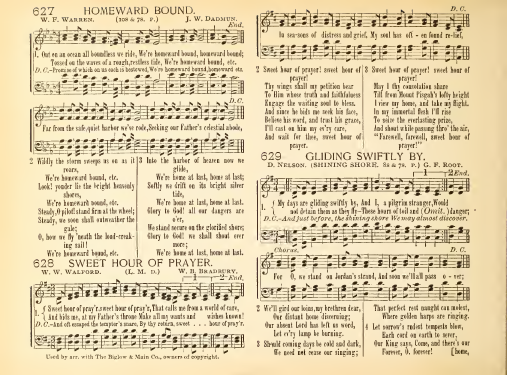 627 HOMEWARD BOUND.
W. F. WARREN. (10s & 7s. P.) J. W. DADMUN.
End.
1 Out on an ocean all boundless we ride, We're homeward bound, homeward bound;
Tossed on the waves of a rough, restless tide, We're homeward bound, etc.
D.C.—Promise of which on us each is bestowed, We're homeward bound, homeward etc.
D.C.
Far from the safe, quiet harbor we've rode, Seeking our Father's celestial abode,
2 Wildly the storm sweeps us on as it
roars,
We're homeward bound, etc.
Look! yonder lie the bright heavenly
shores,
We're homeward bound, etc.
Steady, O pilot! stand firm at the wheel;
Steady, we soon shall outweather the
gale;
O, how we fly 'neath the loud-creak-
ing sail!
We're homeward bound, etc.
3 Into the harbor of heaven now we
glide,
We're at home at last, home at last;
Softly we drift on its bright silver
tide,
We're at home at last, home at last.
Glory to God! all our dangers are
o'er,
We stand secure on the glorified shore;
Glory to God! we shall shout ever
more;
We're home at last, home at last.
628 SWEET HOUR OF PRAYER.
W. W. WALFORD. (L. M. D.) W. B. BRADBURY.
1 2 End.
1 Sweet hour of pray'r, sweet hour of pray'r, That calls me from a world of care,
And bids me, at my Father's throne Make all my wants and wishes known!
D.C.—And oft escaped the tempter's snare, By thy return, sweet hour of pray'r.
Used by arr. with The Biglow & Main Co., owners of copyright.
D. C.
In seasons of distress and grief, My soul has oft-en found relief,
2 Sweet hour of prayer! sweet hour of
prayer!
Thy wings shall my petition bear
To Him whose truth and faithfulness
Engage the waiting soul to bless.
And since he bids me seek his face,
Believe his word, and trust his grace,
I'll cast on him my ev'ry care,
And wait for thee, sweet hour of
prayer.
3 Sweet hour of prayer! sweet hour of
prayer!
May I thy consolation share
Till from Mount Pisgah's lofty height
I view my home, and take my flight.
In my immortal flesh I'll rise
To seize the everlasting prize,
And shout while passing thro' the air,
"Farewell, farewell, sweet hour of
prayer!"
629 GLIDING SWIFTLY BY.
D. NELSON. (SHINING SHORE. 8s & 7s. P.) G. F. ROOT.
1 2 End.
1 My days are gliding swiftly by, And I, a pilgrim stranger, Would
not detain them as they fly—Those hours of toil and (Omit.) danger;
D.C.—And just before, the shining shore We may almost discover.
Chorus.
D. C.
For O, we stand on Jordan's strand, And soon we'll all pass o-ver;
2 We'll gird our loins, my brethren dear,
Our distant home discerning;
Our absent Lord has left us word,
Let ev'ry lamp be burning.
3 Should coming days be cold and dark,
We need not cease our singing;
That perfect rest naught can molest,
Where golden harps are ringing.
4 Let sorrow's rudest tempests blow,
Each cord on earth to sever,
Our King says, Come, and there's our
Forever, O, forever! [home,